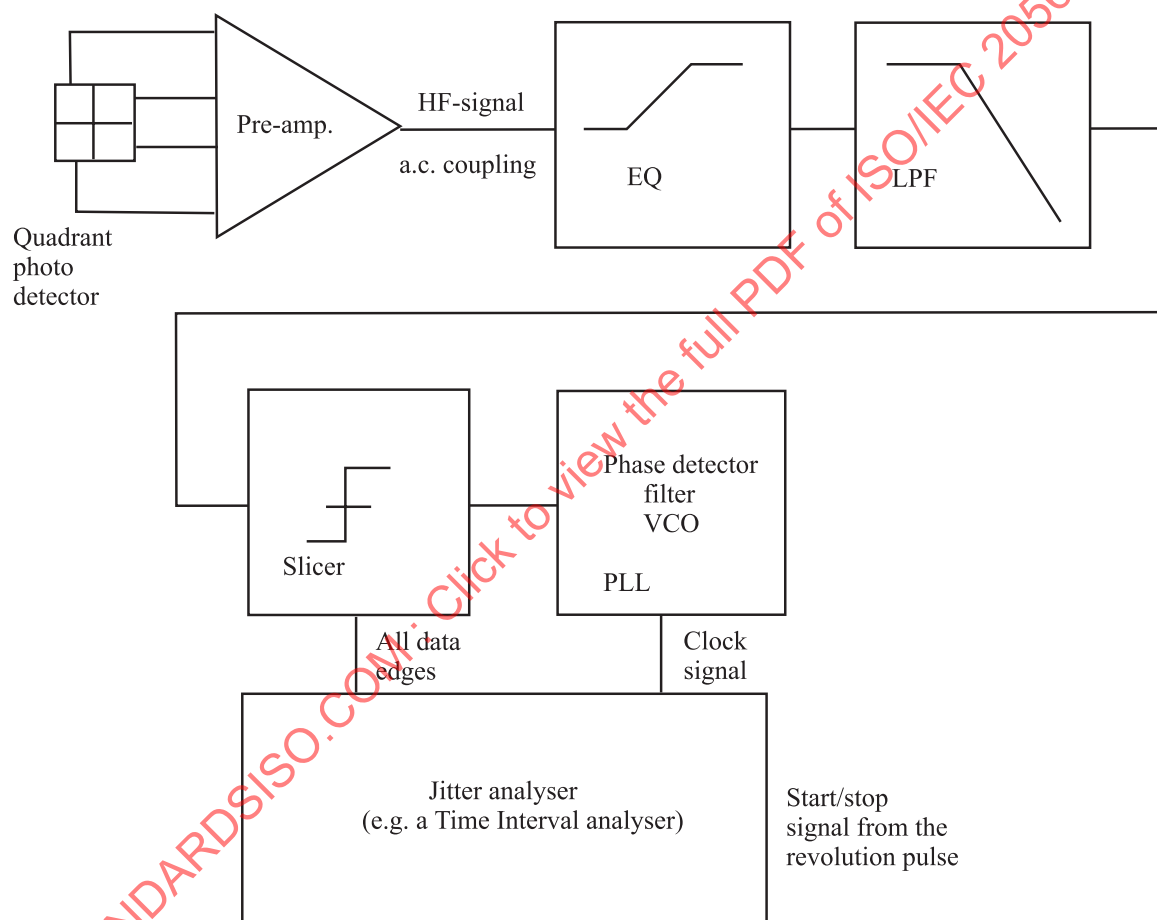 HF-signal
Pre-amp.
a.c. coupling
EQ
LPF
Quadrant
photo
detector
Phase detector
filter
VCO
Slicer
PLL
All data
edges
Clock
signal
Jitter analyser
(e.g. a Time Interval analyser)
Start/stop
signal from the
revolution pulse
NDARDSISO.COM : Click to view the full PDF of ISO/IEC